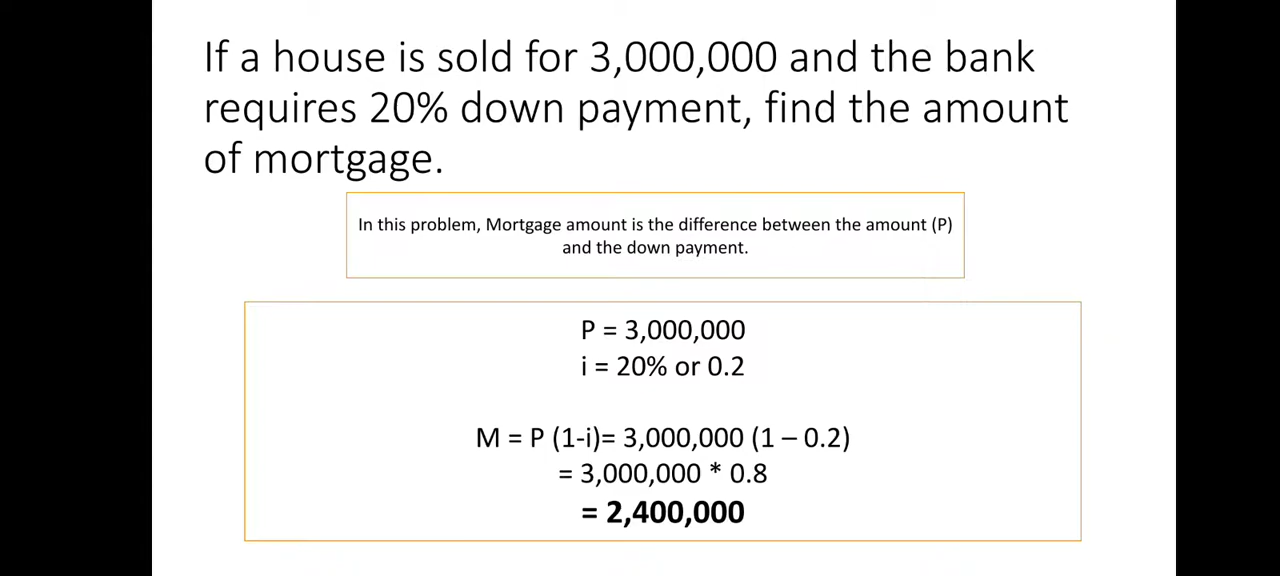 If a house is sold for 3,000,000 and the bank
requires 20% down payment, find the amount
of mortgage.
In this problem, Mortgage amount is the difference between the amount (P)
and the down payment.
P = 3,000,000
i = 20% or 0.2
M = P (1-i)= 3,000,000 (1 – 0.2)
= 3,000,000 * 0.8
= 2,400,000